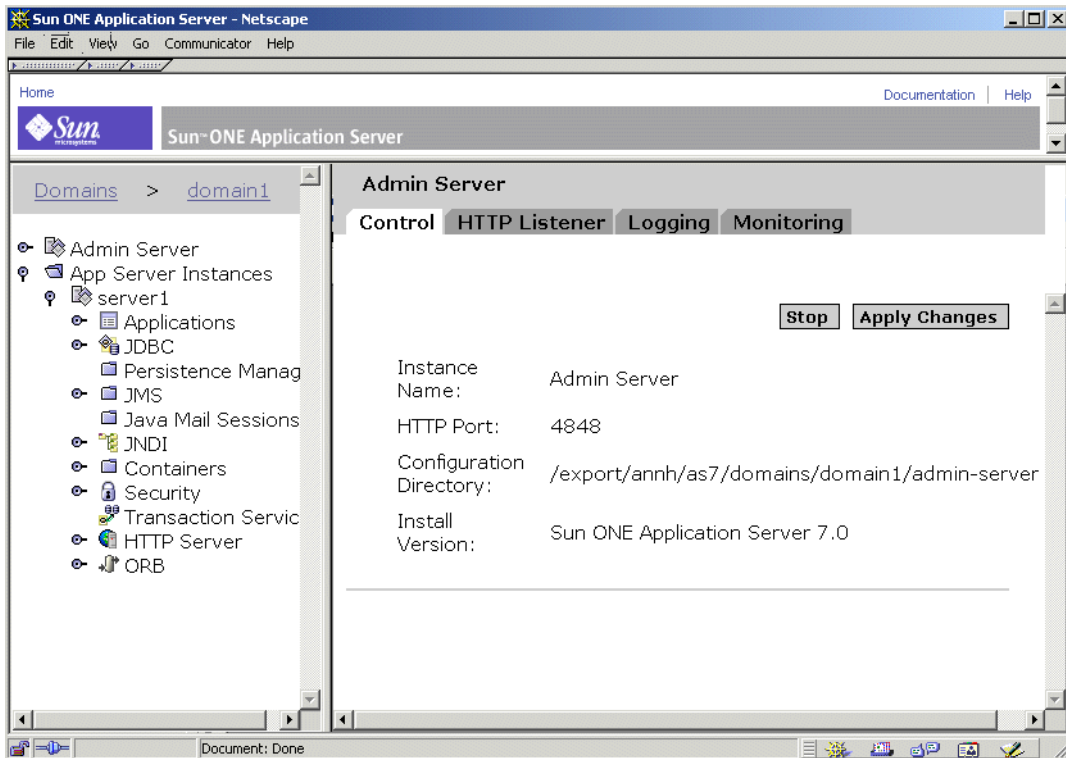 Sun ONE Application Server - Netscape
File Edit View Go Communicator Help
Home
Documentation | Help
Sun
microsystems
Sun™ ONE Application Server
Domains > domain1
Admin Server
App Server Instances
server1
Applications
JDBC
Persistence Manag
JMS
Java Mail Sessions
JNDI
Containers
Security
Transaction Servic
HTTP Server
ORB
Admin Server
Control HTTP Listener Logging Monitoring
Stop Apply Changes
Instance
Name:
Admin Server
HTTP Port: 4848
Configuration
Directory:
/export/annh/as7/domains/domain1/admin-server
Install
Version:
Sun ONE Application Server 7.0
Document: Done